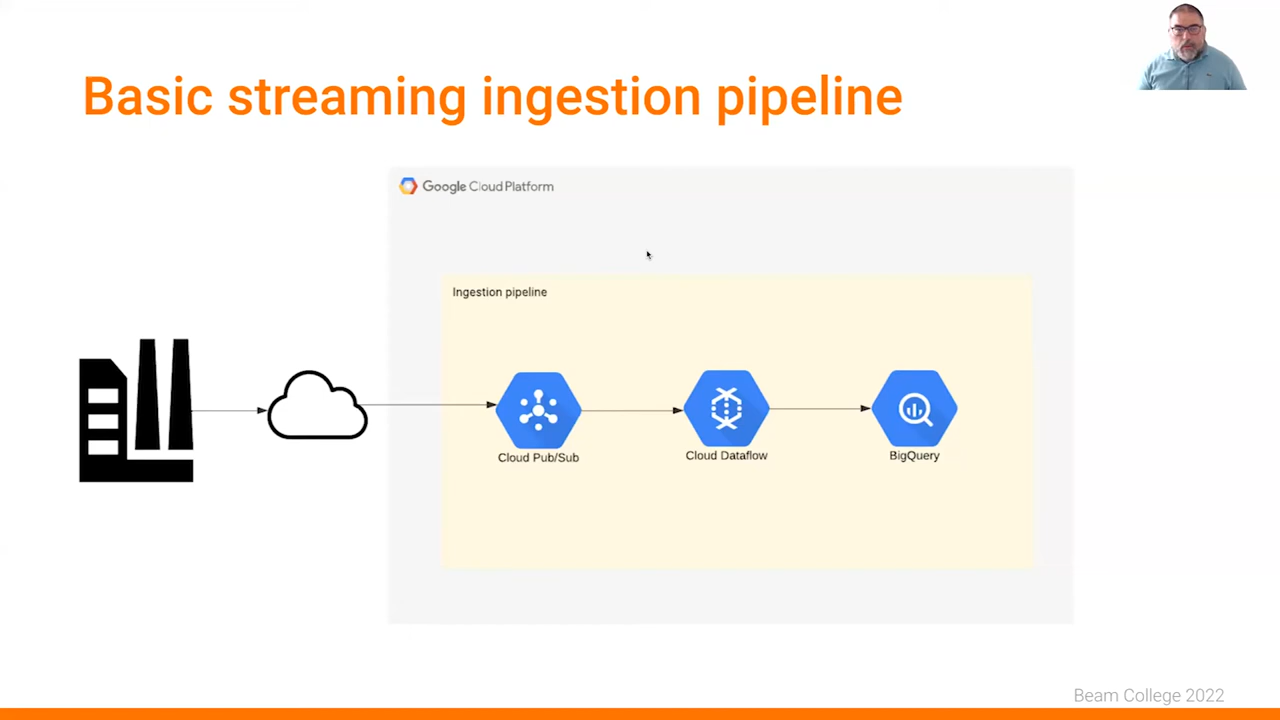 Basic streaming ingestion pipeline
Google Cloud Platform
Ingestion pipeline
Cloud Pub/Sub
Cloud Dataflow
BigQuery
Beam College 2022